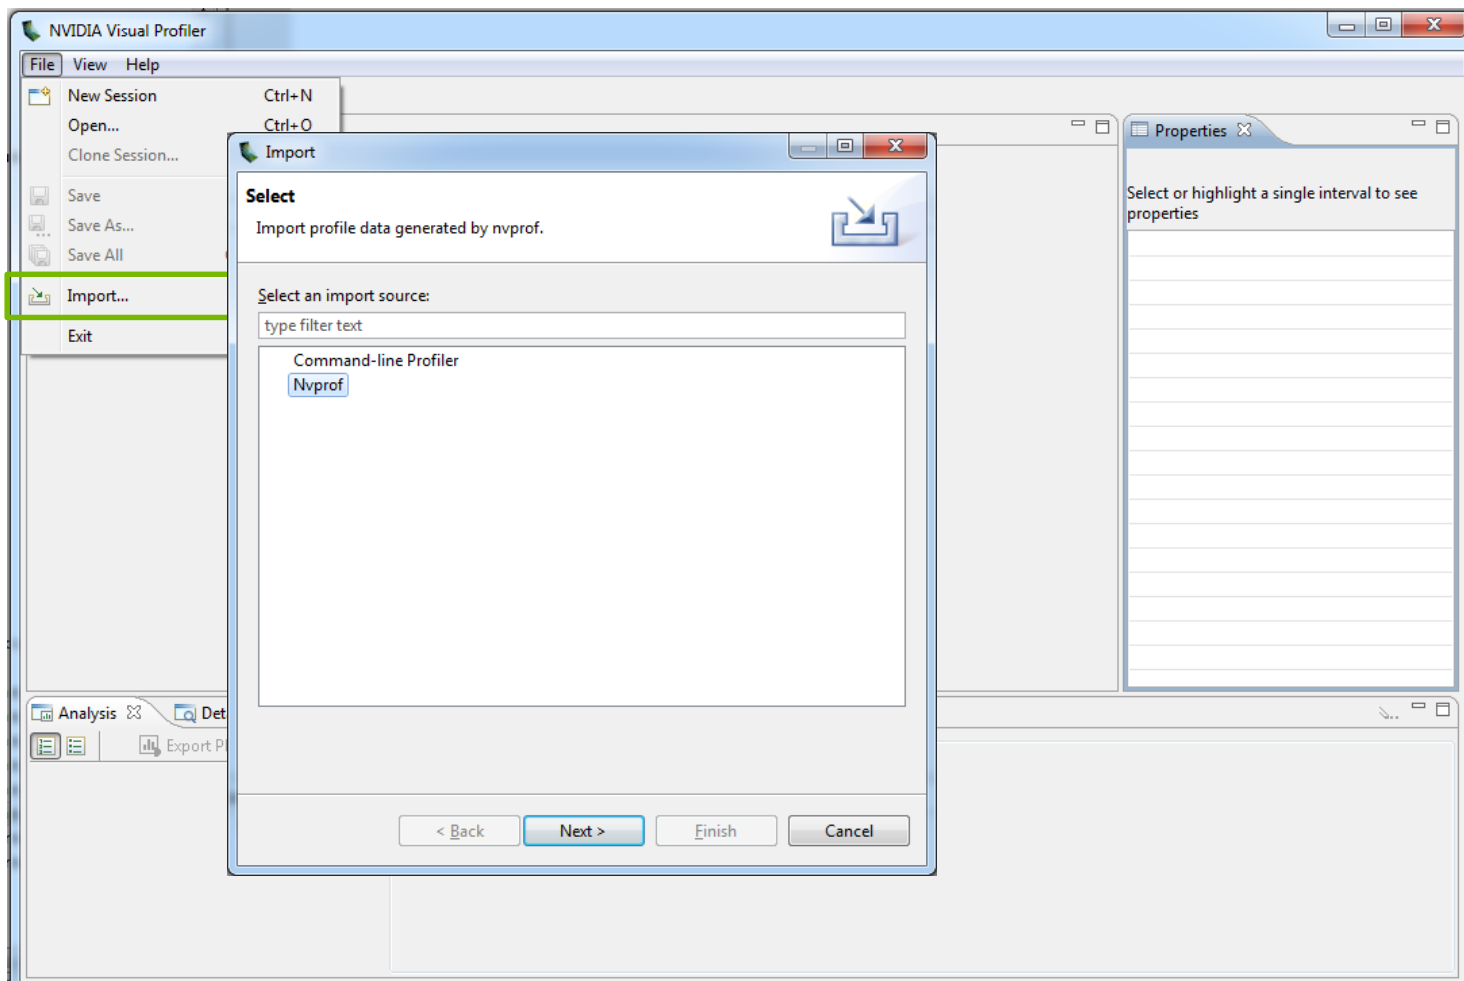 NVIDIA Visual Profiler
File View Help
New Session Ctrl+N
Open... Ctrl+O
Clone Session...
Save
Save As...
Save All
Import...
Exit
Import
Select
Import profile data generated by nvprof.
Select an import source:
type filter text
Command-line Profiler
Nvprof
< Back Next > Finish Cancel
Properties
Select or highlight a single interval to see
properties
Analysis
Export